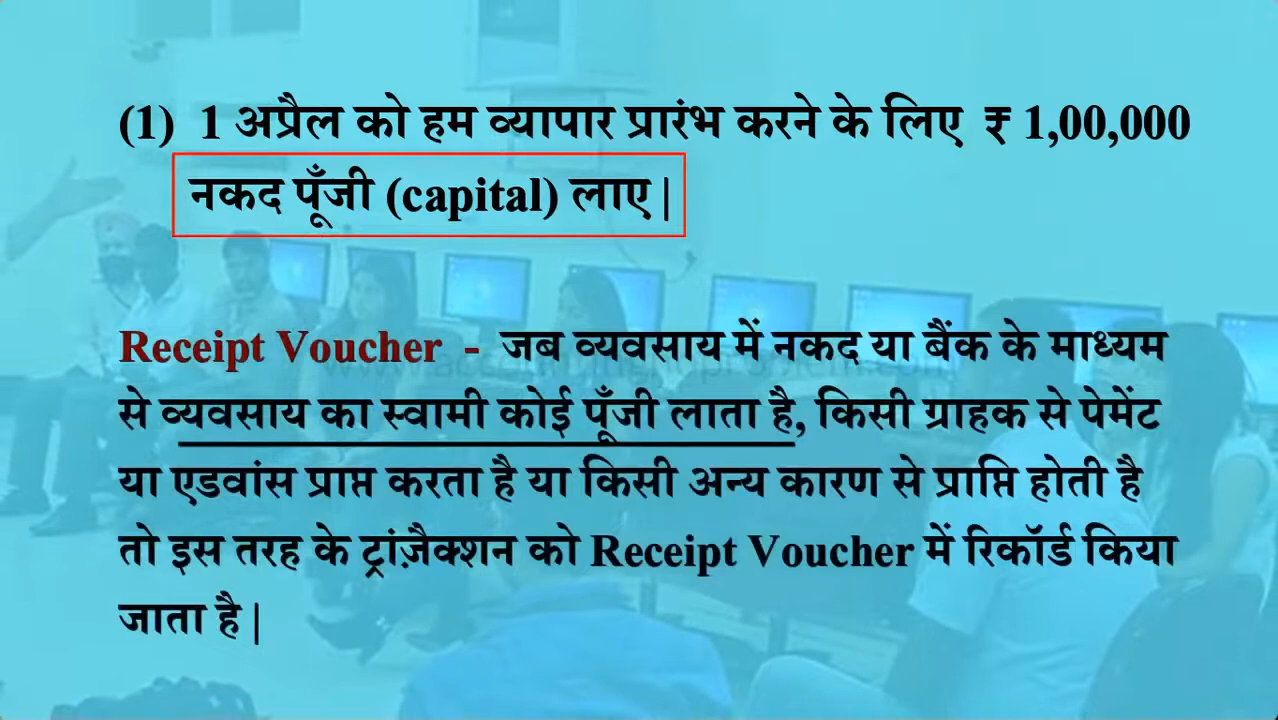 (1) 1 अप्रैल को हम व्यापार प्रारंभ करने के लिए ₹ 1,00,000
नकद पूँजी (capital) लाए |
Receipt Voucher - जब व्यवसाय में नकद या बैंक के माध्यम
से व्यवसाय का स्वामी कोई पूँजी लाता है, किसी ग्राहक से पेमेंट
या एडवांस प्राप्त करता है या किसी अन्य कारण से प्राप्ति होती है
तो इस तरह के ट्रांज़ैक्शन को Receipt Voucher में रिकॉर्ड किया
जाता है |